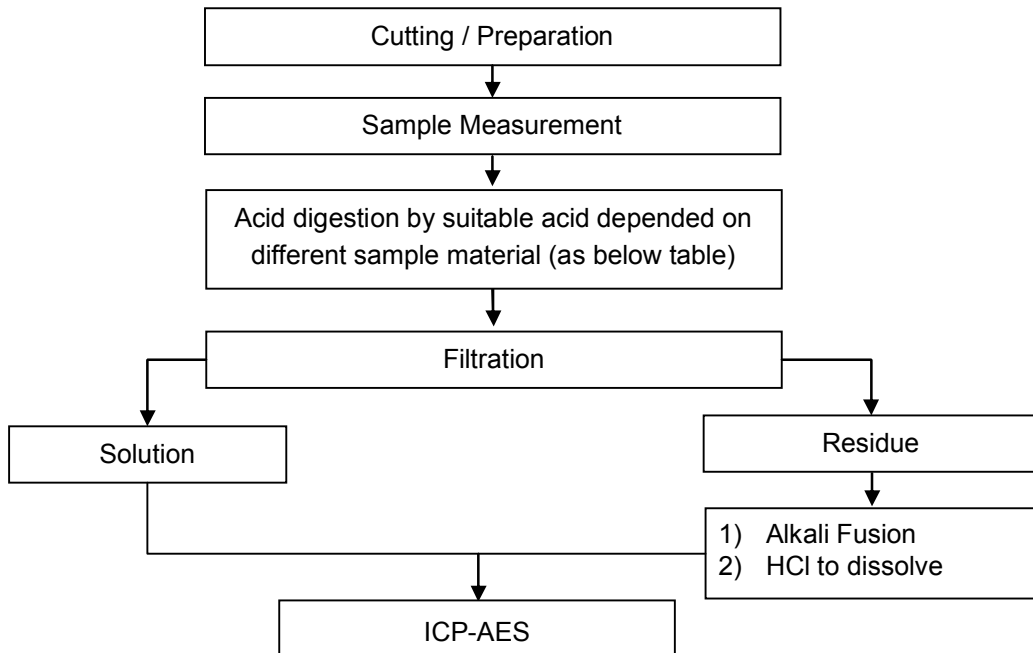 Cutting / Preparation
Sample Measurement
Acid digestion by suitable acid depended on
different sample material (as below table)
Filtration
Solution
Residue
1) Alkali Fusion
2) HCl to dissolve
ICP-AES